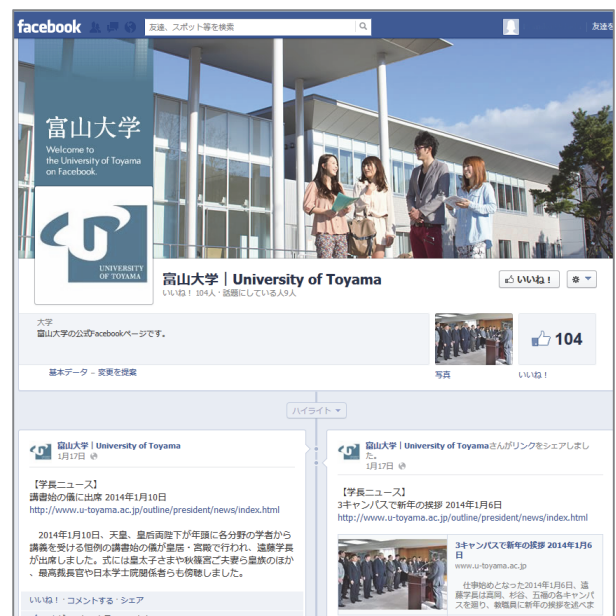 facebook
友達、スポット等を検索
友達を
富山大学
Welcome to
the University of Toyama
on Facebook.
UNIVERSITY
OF TOYAMA
富山大学 | University of Toyama
いいね！ 104人 · 話題にしている人9人
いいね！
大学
富山大学の公式Facebookページです。
基本データ – 変更を提案
写真
104
いいね！
ハイライト
富山大学 | University of Toyama
1月17日
【学長ニュース】
講書始の儀に出席 2014年1月10日
http://www.u-toyama.ac.jp/outline/president/news/index.html
2014年1月10日、天皇、皇后両陛下が年頭に各分野の学者から
講義を受ける恒例の講書始の儀が皇居・宮殿で行われ、遠藤学長
が出席しました。式には皇太子さまや秋篠宮ご夫妻ら皇族のほか
、最高裁長官や日本学士院関係者らも傍聴しました。
いいね！ · コメントする · シェア
富山大学 | University of Toyamaさんがリンクをシェアしまし
た。
1月17日
【学長ニュース】
3キャンパスで新年の挨拶 2014年1月6日
http://www.u-toyama.ac.jp/outline/president/news/index.html
3キャンパスで新年の挨拶 2014年1月6
日
www.u-toyama.ac.jp
仕事始めとなった2014年1月6日、遠
藤学長は高岡、杉谷、五福の各キャンパ
スを廻り、教職員に新年の挨拶を述べま